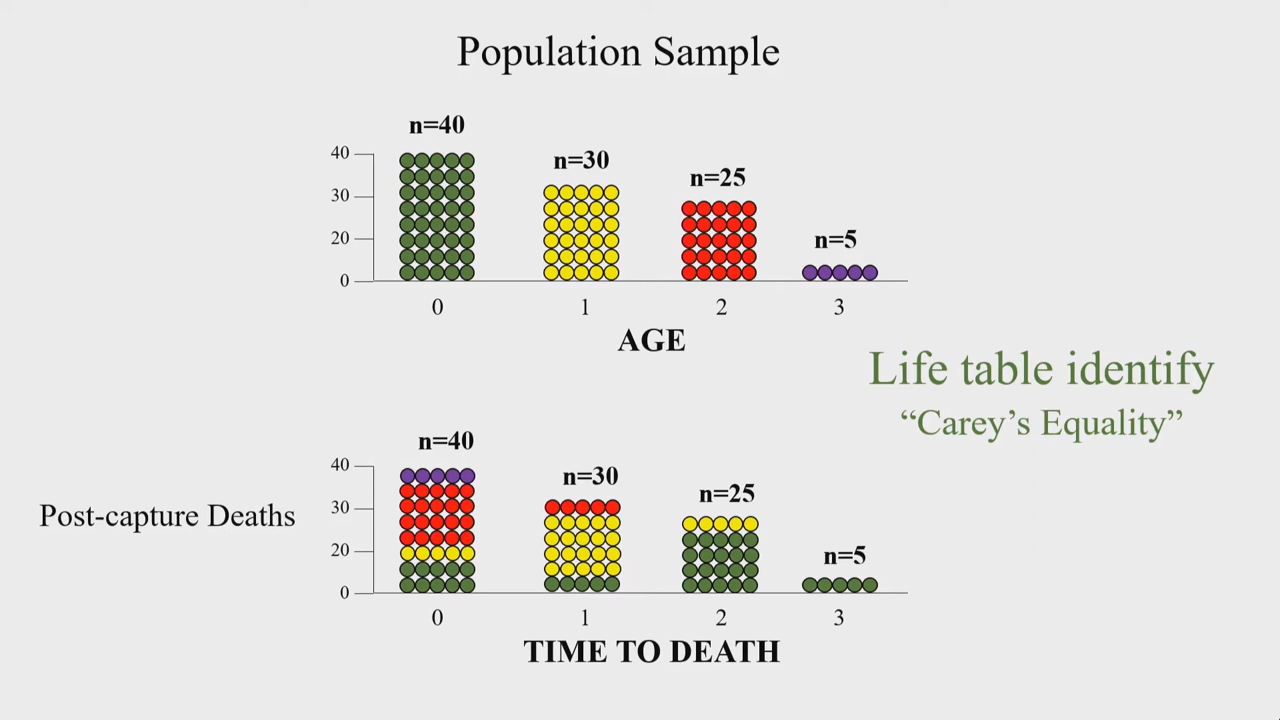 Population Sample
n=40
n=30
n=25
n=5
40
30
20
0
0 1 2 3
AGE
Life table identify
“Carey’s Equality”
n=40
n=30
n=25
n=5
40
30
20
0
Post-capture Deaths
0 1 2 3
TIME TO DEATH